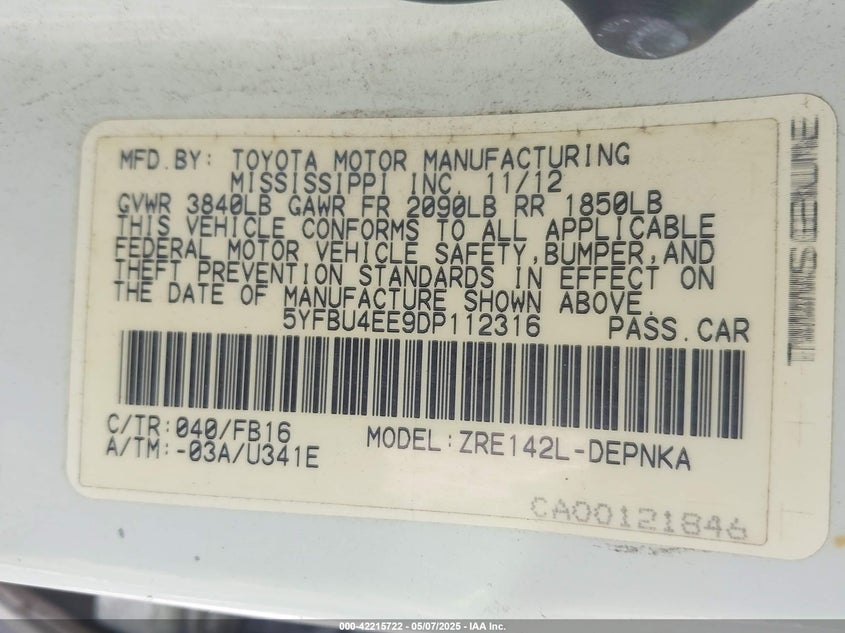 MFD.BY: TOYOTA MOTOR MANUFACTURING
MISSISSIPPI INC. 11/12
GVWR 3840LB GAWR FR 2090LB RR 1850LB
THIS VEHICLE CONFORMS TO ALL APPLICABLE
FEDERAL MOTOR VEHICLE SAFETY,BUMPER,AND
THEFT PREVENTION STANDARDS IN EFFECT ON
THE DATE OF MANUFACTURE SHOWN ABOVE.
5YFBU4EE9DP112316 PASS.CAR
C/TR:040/FB16 MODEL:ZRE142L-DEPNKA
A/TM:-03A/U341E
CA00121846
000-42215722 - 05/07/2025 - IAA Inc.